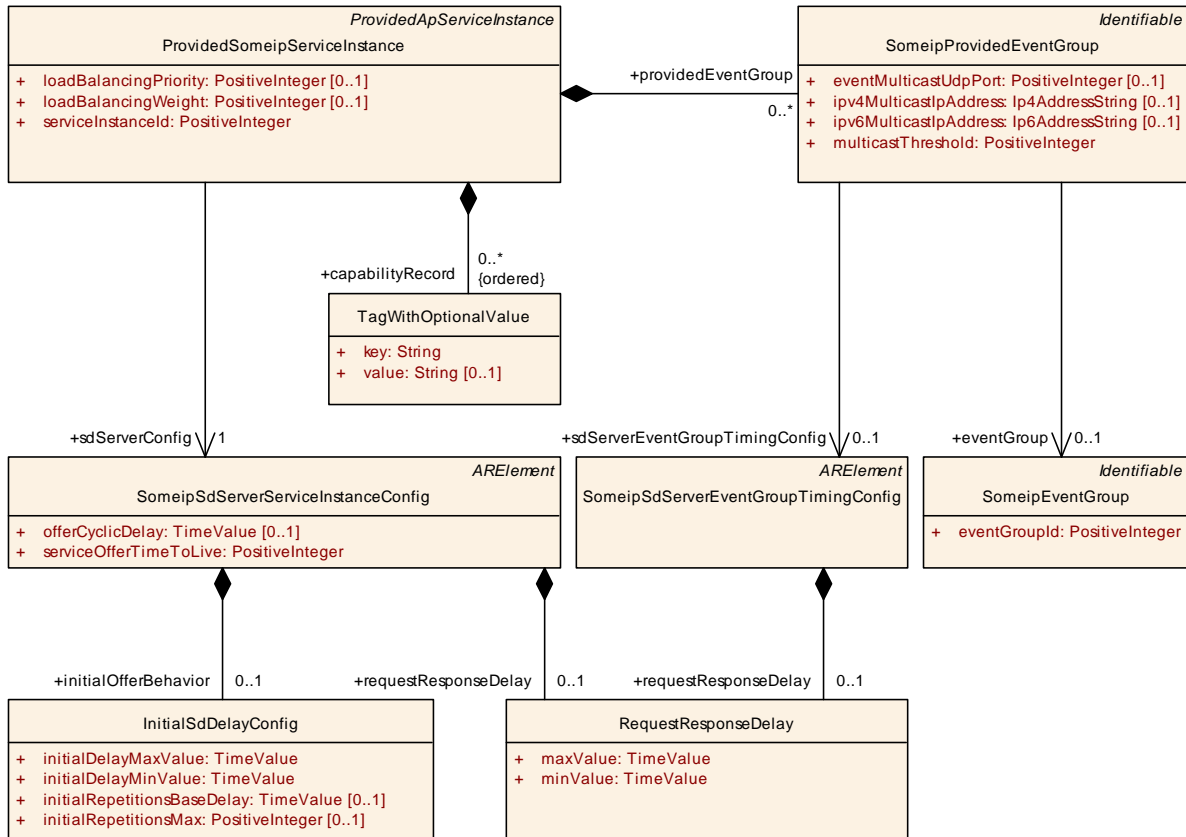 ProvidedApServiceInstance
ProvidedSomeipServiceInstance
+ loadBalancingPriority: PositiveInteger [0..1]
+ loadBalancingWeight: PositiveInteger [0..1]
+ serviceInstanceId: PositiveInteger
+providedEventGroup
0..*
Identifiable
SomeipProvidedEventGroup
+ eventMulticastUdpPort: PositiveInteger [0..1]
+ ipv4MulticastIpAddress: Ip4AddressString [0..1]
+ ipv6MulticastIpAddress: Ip6AddressString [0..1]
+ multicastThreshold: PositiveInteger
+capabilityRecord
0..*
{ordered}
TagWithOptionalValue
+ key: String
+ value: String [0..1]
+sdServerConfig
1
+sdServerEventGroupTimingConfig
0..1
+eventGroup
0..1
ARElement
SomeipSdServerServiceInstanceConfig
+ offerCyclicDelay: TimeValue [0..1]
+ serviceOfferTimeToLive: PositiveInteger
ARElement
SomeipSdServerEventGroupTimingConfig
Identifiable
SomeipEventGroup
+ eventGroupId: PositiveInteger
+initialOfferBehavior
0..1
+requestResponseDelay
0..1
+requestResponseDelay
0..1
InitialSdDelayConfig
+ initialDelayMaxValue: TimeValue
+ initialDelayMinValue: TimeValue
+ initialRepetitionsBaseDelay: TimeValue [0..1]
+ initialRepetitionsMax: PositiveInteger [0..1]
RequestResponseDelay
+ maxValue: TimeValue
+ minValue: TimeValue